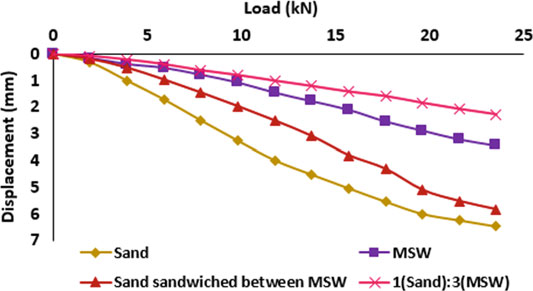 Load (kN)
0 5 10 15 20 25
Displacement (mm)
0
1
2
3
4
5
6
7
Sand
MSW
Sand sandwiched between MSW
1(Sand):3(MSW)